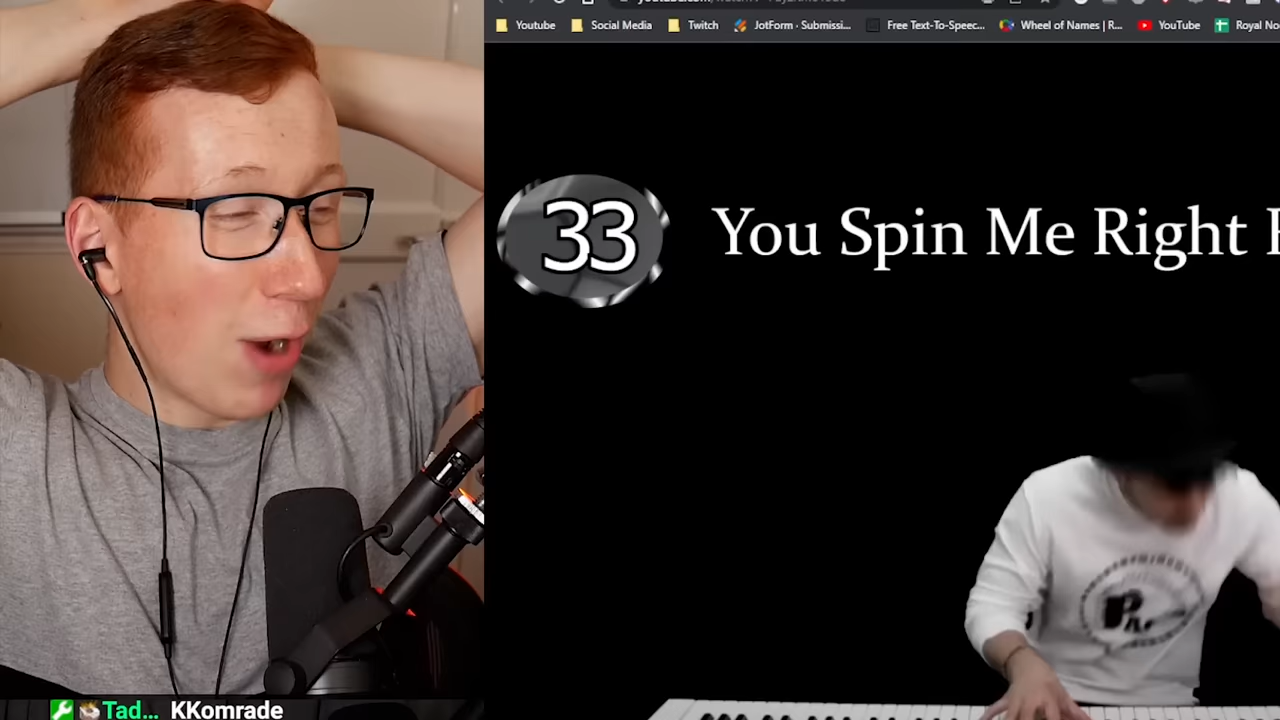 Youtube
Social Media
Twitch
JotForm · Submissi...
Free Text-To-Speec...
Wheel of Names | R...
YouTube
Royal No
33
You Spin Me Right
Tad... KKomrade